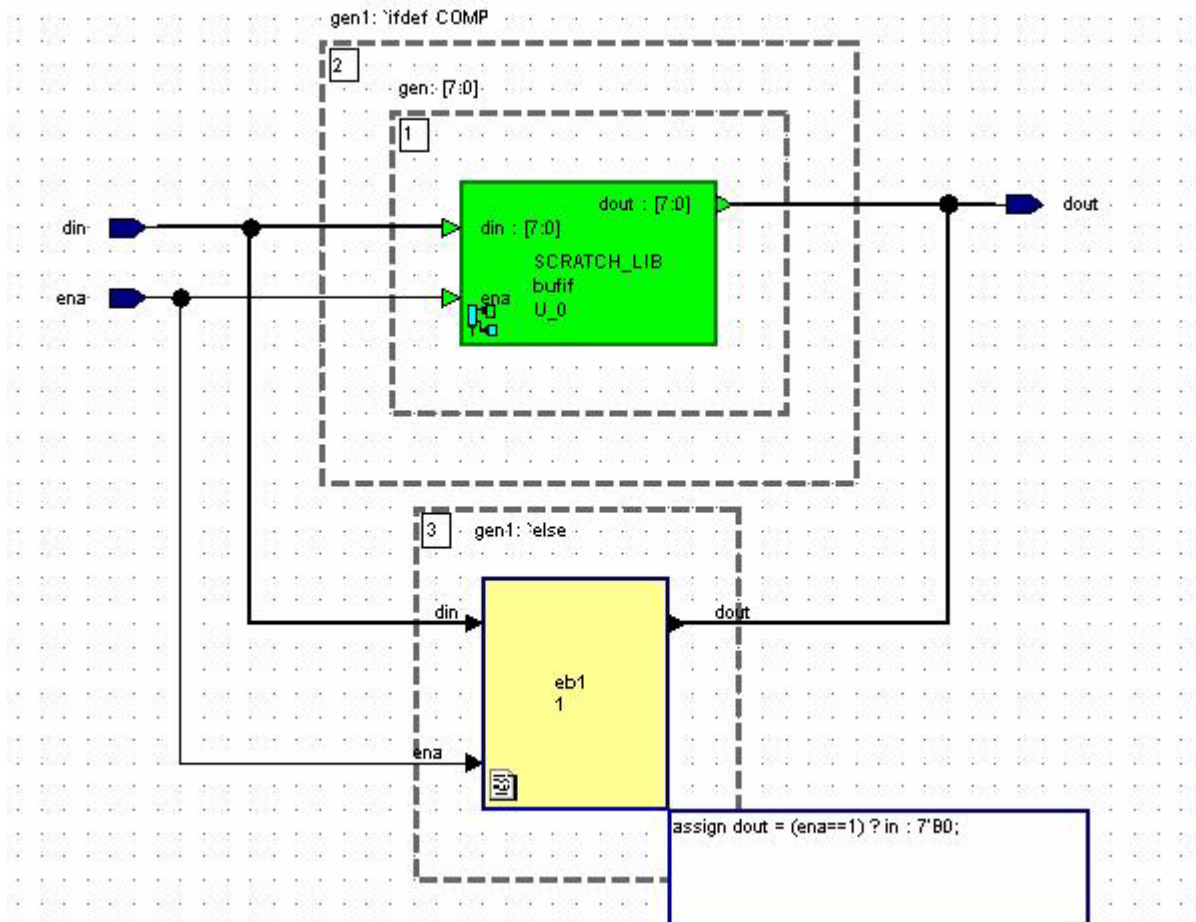 gen1: `ifdef COMP
2
gen: [7:0]
1
dout : [7:0]
dout
din
din : [7:0]
SCRATCH_LIB
bufif
ena
ena
U_0
3
gen1: `else
din
dout
eb1
1
ena
assign dout = (ena==1) ? in : 7'B0;